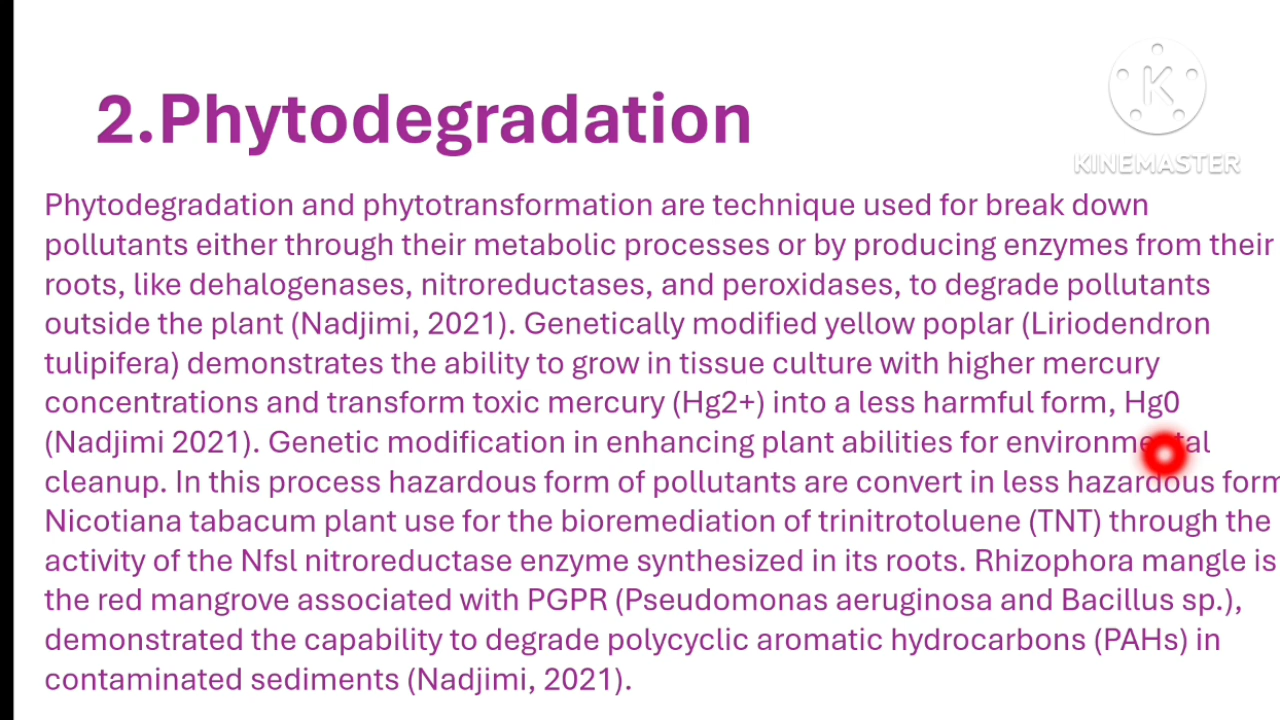 2.Phytodegradation
KINEMASTER
Phytodegradation and phytotransformation are technique used for break down
pollutants either through their metabolic processes or by producing enzymes from their
roots, like dehalogenases, nitroreductases, and peroxidases, to degrade pollutants
outside the plant (Nadjimi, 2021). Genetically modified yellow poplar (Liriodendron
tulipifera) demonstrates the ability to grow in tissue culture with higher mercury
concentrations and transform toxic mercury (Hg2+) into a less harmful form, Hg0
(Nadjimi 2021). Genetic modification in enhancing plant abilities for environmental
cleanup. In this process hazardous form of pollutants are convert in less hazardous form
Nicotiana tabacum plant use for the bioremediation of trinitrotoluene (TNT) through the
activity of the Nfsl nitroreductase enzyme synthesized in its roots. Rhizophora mangle is
the red mangrove associated with PGPR (Pseudomonas aeruginosa and Bacillus sp.),
demonstrated the capability to degrade polycyclic aromatic hydrocarbons (PAHs) in
contaminated sediments (Nadjimi, 2021).